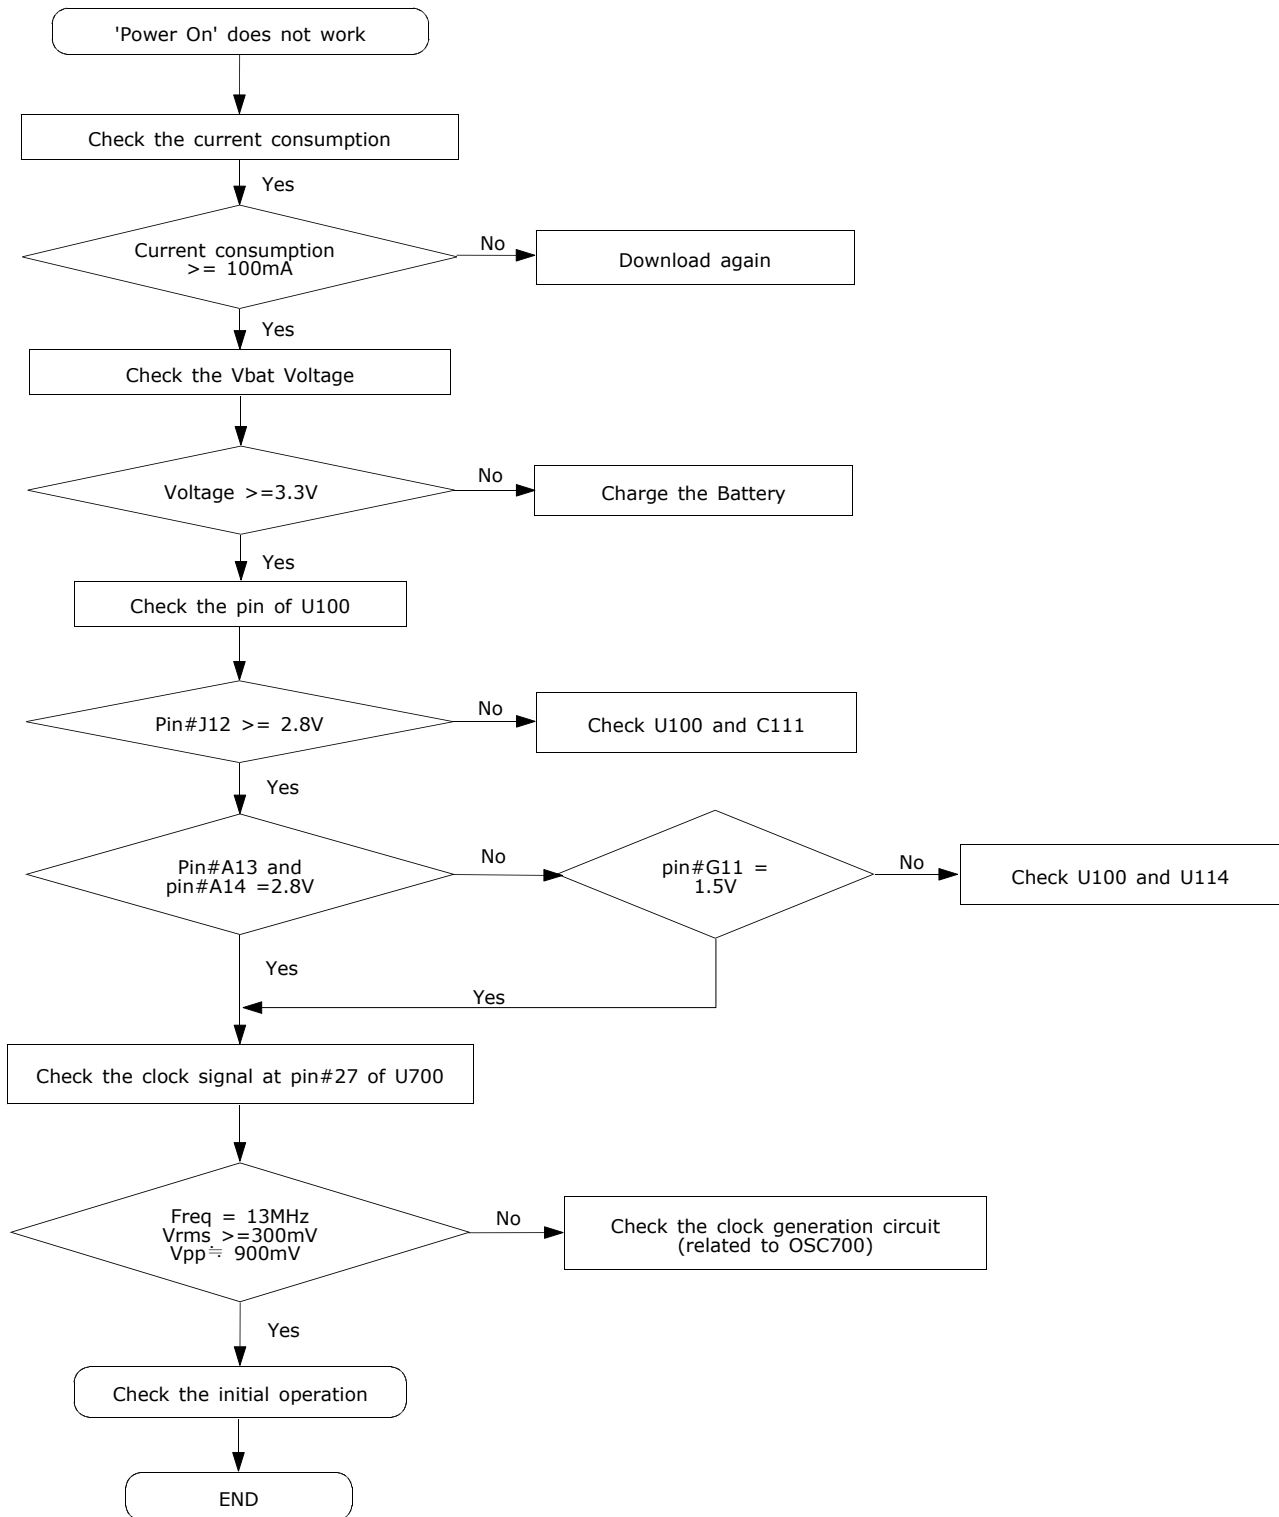 'Power On' does not work
Check the current consumption
Yes
Current consumption
>= 100mA
No
Download again
Yes
Check the Vbat Voltage
Voltage >=3.3V
No
Charge the Battery
Yes
Check the pin of U100
Pin#J12 >= 2.8V
No
Check U100 and C111
Yes
Pin#A13 and
pin#A14 =2.8V
No
pin#G11 =
1.5V
No
Check U100 and U114
Yes
Yes
Check the clock signal at pin#27 of U700
Freq = 13MHz
Vrms >=300mV
Vpp≒ 900mV
No
Check the clock generation circuit
(related to OSC700)
Yes
Check the initial operation
END